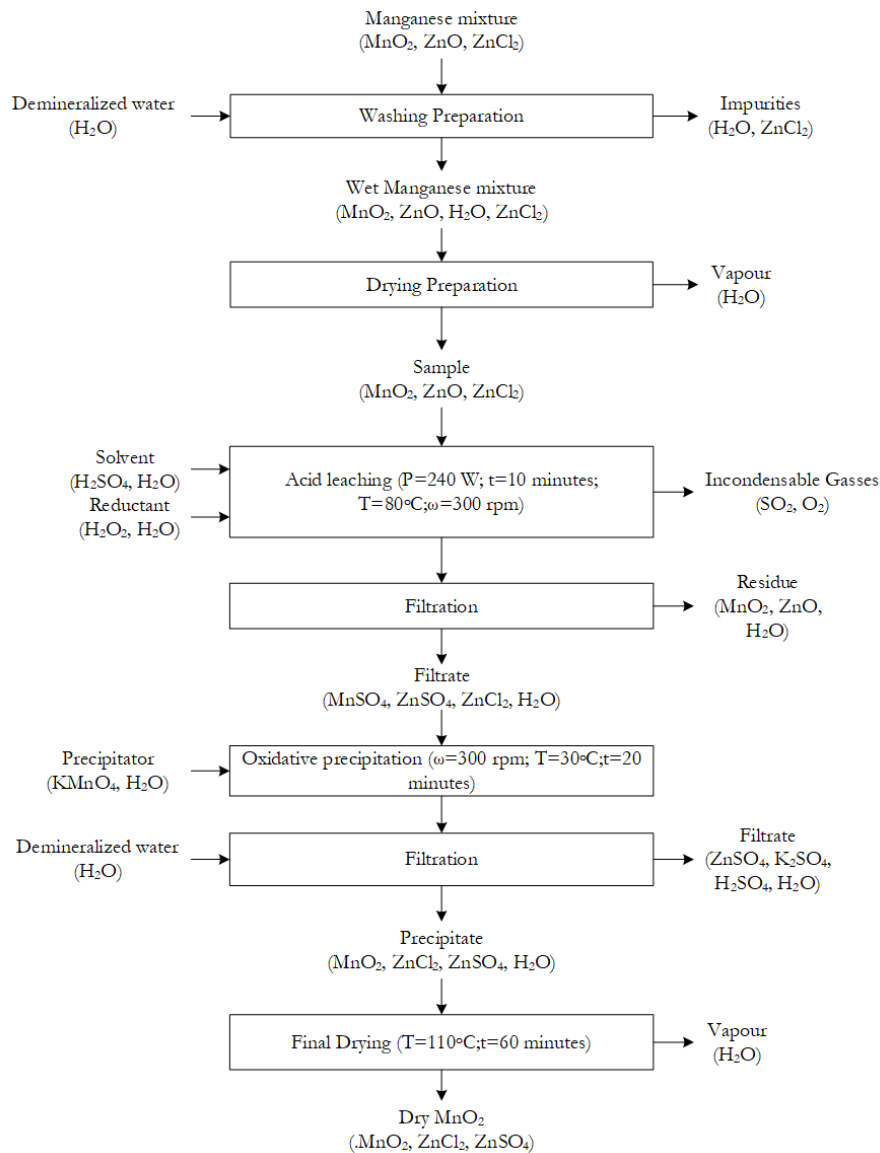 Manganese mixture
(MnO₂, ZnO, ZnCl₂)
Demineralized water
(H₂O)
Washing Preparation
Impurities
(H₂O, ZnCl₂)
Wet Manganese mixture
(MnO₂, ZnO, H₂O, ZnCl₂)
Drying Preparation
Vapour
(H₂O)
Sample
(MnO₂, ZnO, ZnCl₂)
Solvent
(H₂SO₄, H₂O)
Reductant
(H₂O₂, H₂O)
Acid leaching (P=240 W; t=10 minutes;
T=80°C;ω=300 rpm)
Incondensable Gasses
(SO₂, O₂)
Filtration
Residue
(MnO₂, ZnO,
H₂O)
Filtrate
(MnSO₄, ZnSO₄, ZnCl₂, H₂O)
Precipitator
(KMnO₄, H₂O)
Oxidative precipitation (ω=300 rpm; T=30°C;t=20
minutes)
Demineralized water
(H₂O)
Filtration
Filtrate
(ZnSO₄, K₂SO₄,
H₂SO₄, H₂O)
Precipitate
(MnO₂, ZnCl₂, ZnSO₄, H₂O)
Final Drying (T=110°C;t=60 minutes)
Vapour
(H₂O)
Dry MnO₂
(.MnO₂, ZnCl₂, ZnSO₄)